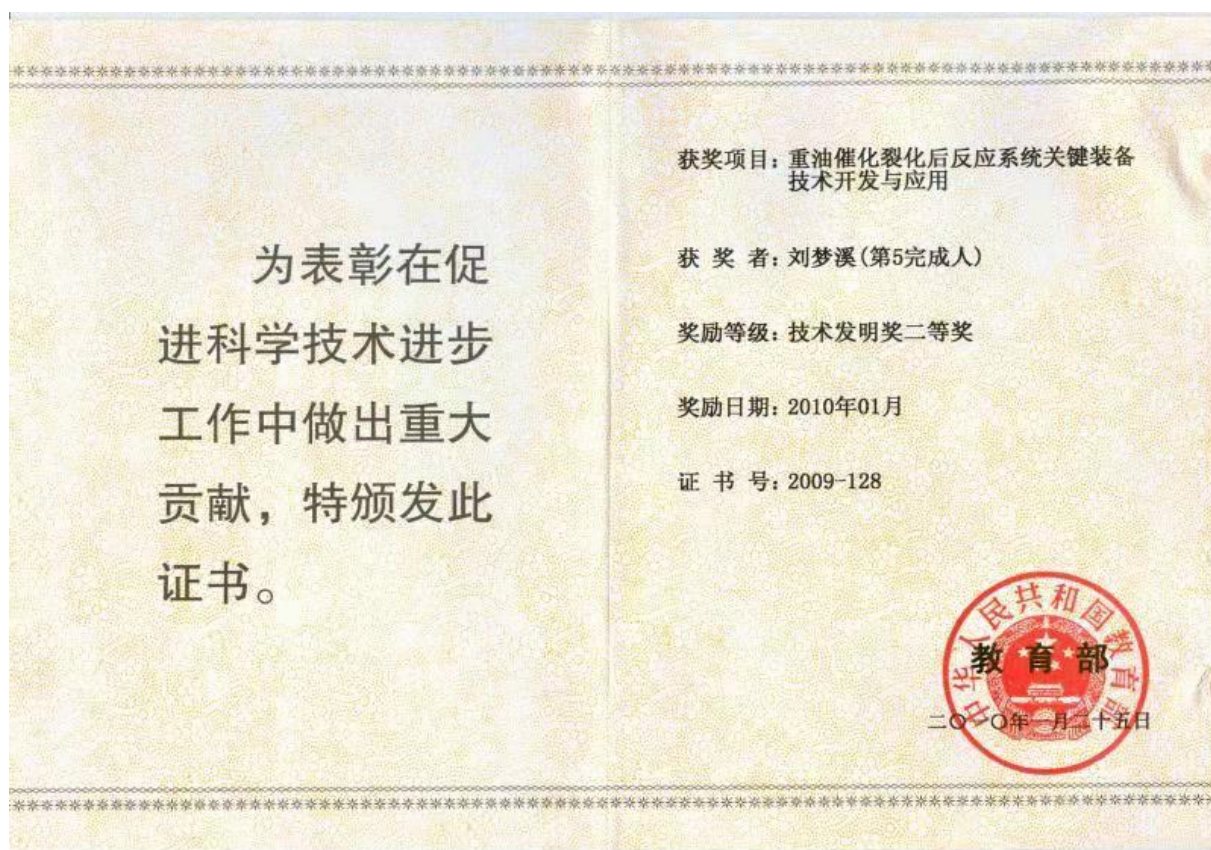 为表彰在促
进科学技术进步
工作中做出重大
贡献，特颁发此
证书。
获奖项目：重油催化裂化后反应系统关键装备
技术开发与应用
获 奖 者：刘梦溪(第5完成人)
奖励等级：技术发明奖二等奖
奖励日期：2010年01月
证 书 号：2009-128
中华人民共和国教育部
教 育 部
二〇一〇年一月二十五日